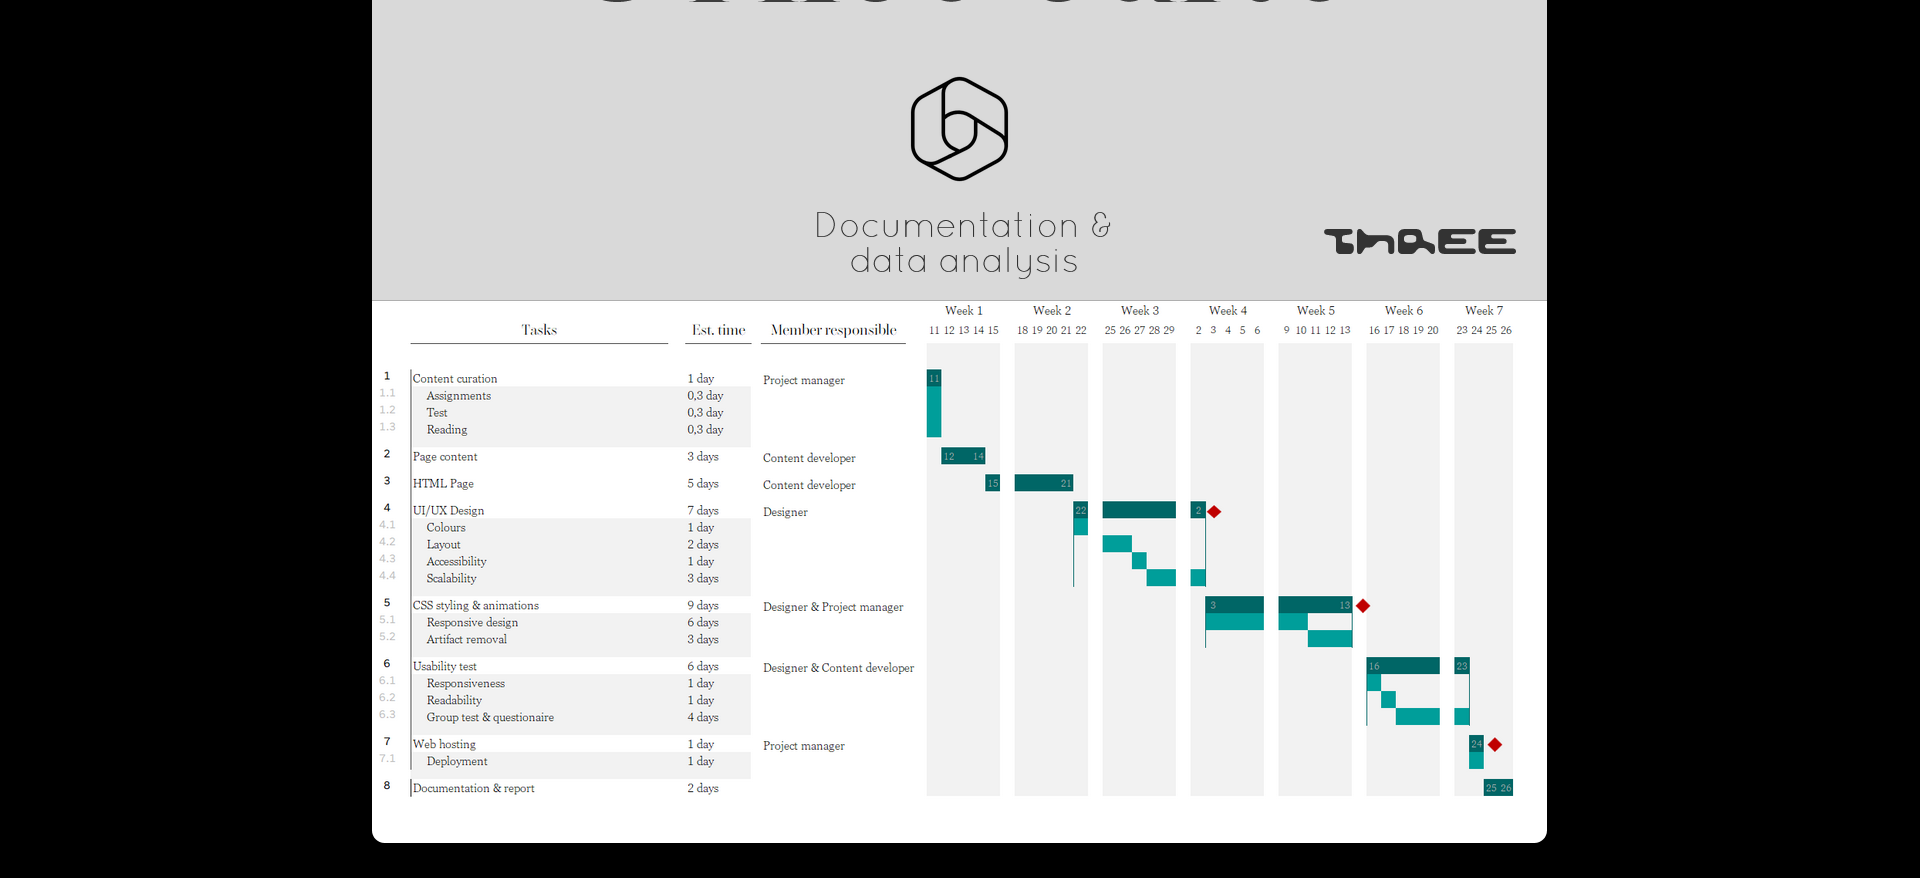 Documentation &
data analysis
THREE
Week 1 Week 2 Week 3 Week 4 Week 5 Week 6 Week 7
Tasks Est. time Member responsible 11 12 13 14 15 18 19 20 21 22 25 26 27 28 29 2 3 4 5 6 9 10 11 12 13 16 17 18 19 20 23 24 25 26
1 Content curation 1 day Project manager 11
1.1 Assignments 0,3 day
1.2 Test 0,3 day
1.3 Reading 0,3 day
2 Page content 3 days Content developer 12 14
3 HTML Page 5 days Content developer 15 21
4 UI/UX Design 7 days Designer 22 2
4.1 Colours 1 day
4.2 Layout 2 days
4.3 Accessibility 1 day
4.4 Scalability 3 days
5 CSS styling & animations 9 days Designer & Project manager 3 13
5.1 Responsive design 6 days
5.2 Artifact removal 3 days
6 Usability test 6 days Designer & Content developer 16 23
6.1 Responsiveness 1 day
6.2 Readability 1 day
6.3 Group test & questionaire 4 days
7 Web hosting 1 day Project manager 24
7.1 Deployment 1 day
8 Documentation & report 2 days 25 26